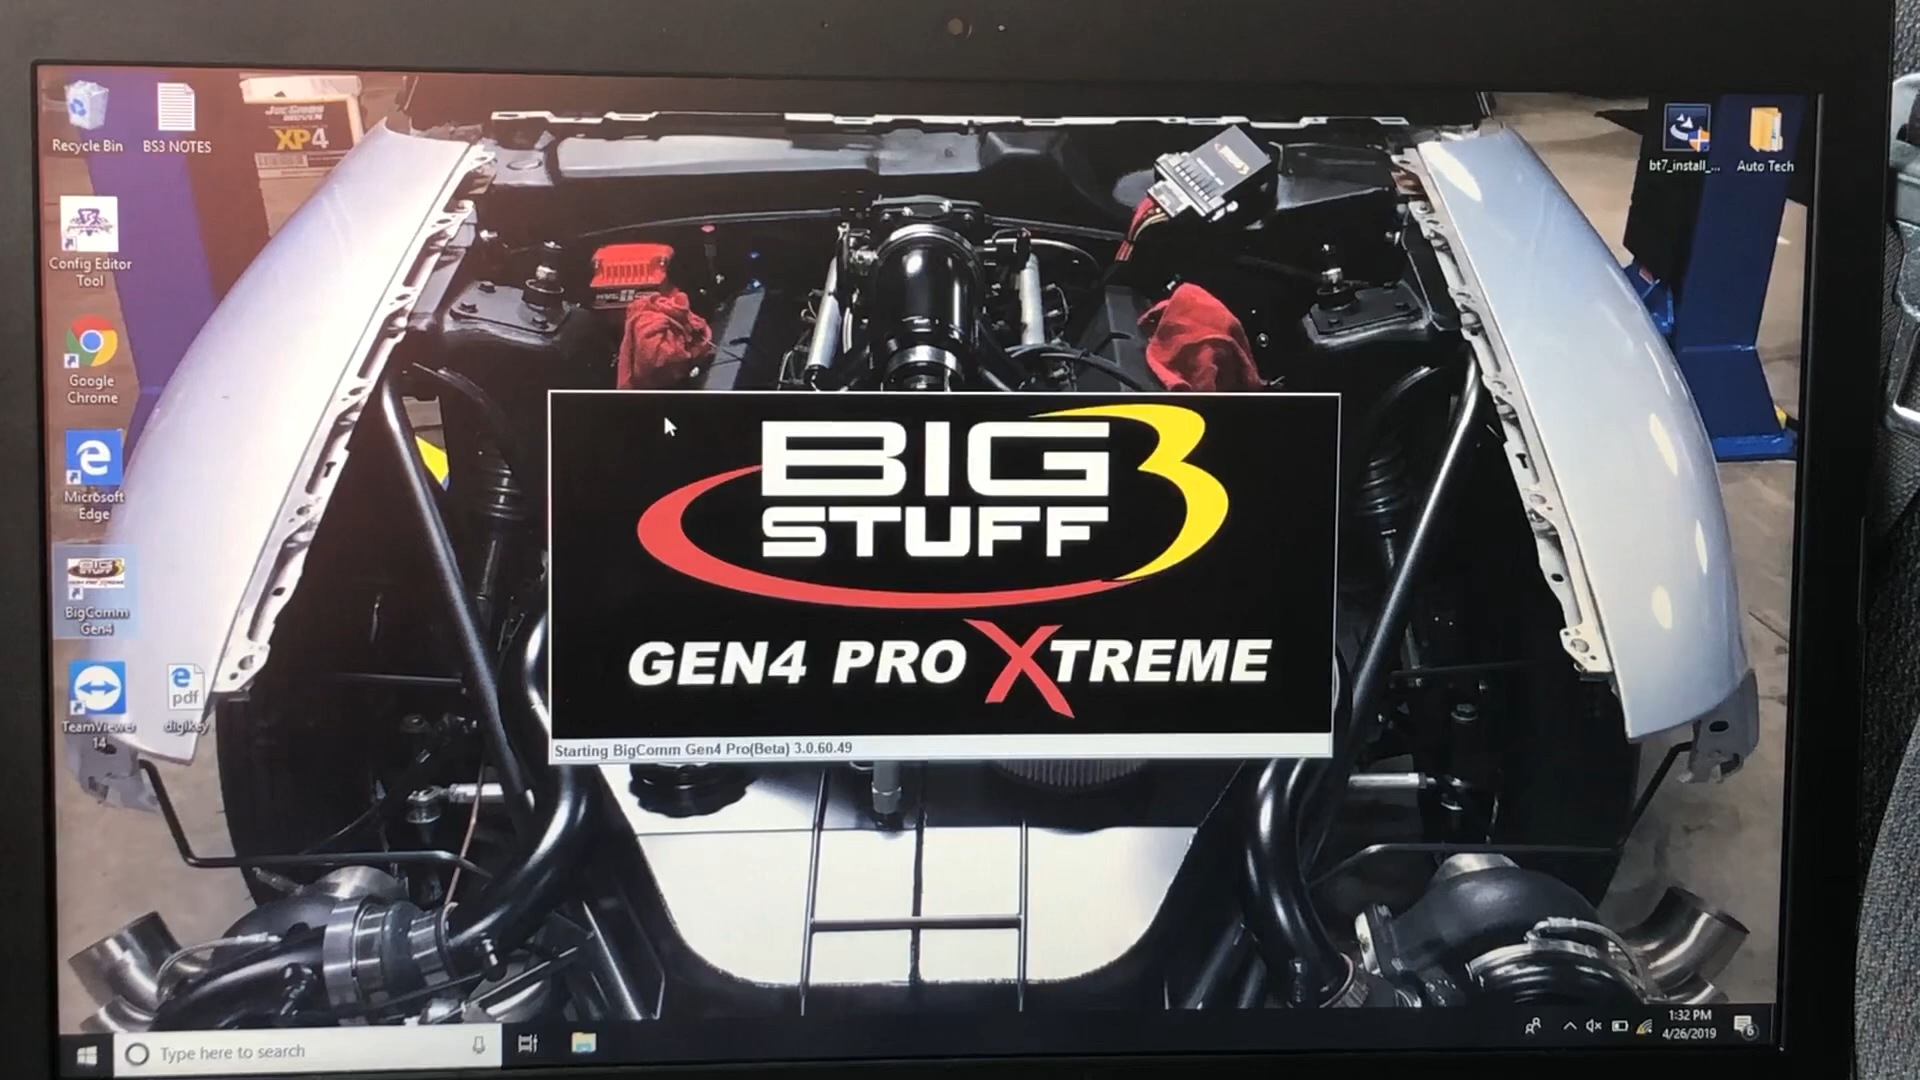 Recycle Bin
BS3 NOTES
XP4
bt7_install_...
Auto Tech
Config Editor
Tool
Google
Chrome
Microsoft
Edge
BigComm
Gen4
TeamViewer
14
pdf
digikey
BIG
STUFF 3
GEN4 PRO XTREME
Starting BigComm Gen4 Pro(Beta) 3.0.60.49
Type here to search
1:32 PM
4/26/2019
6